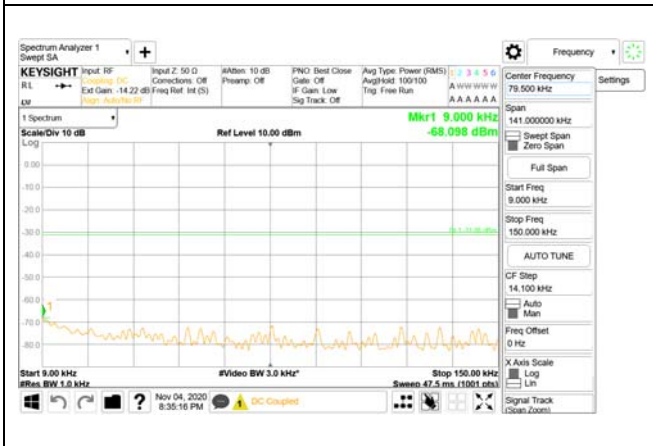 Spectrum Analyzer 1
Swept SA
+
Frequency
KEYSIGHT
RL
Input: RF
Coupling: DC
Ext Gain: -14.22 dB
Align: Auto/No RF
Input Z: 50 Ω
Corrections: Off
Freq Ref: Int (S)
#Atten: 10 dB
Preamp: Off
PNO: Best Close
Gate: Off
IF Gain: Low
Sig Track: Off
Avg Type: Power (RMS)
Avg|Hold: 100/100
Trig: Free Run
1 2 3 4 5 6
A W W W W W
A A A A A A
1 Spectrum
Scale/Div 10 dB
Log
Ref Level 10.00 dBm
Mkr1 9.000 kHz
-68.098 dBm
0.00
-10.0
-20.0
-30.0
-40.0
-50.0
-60.0
-70.0
-80.0
1
Start 9.00 kHz
#Res BW 1.0 kHz
#Video BW 3.0 kHz*
Stop 150.00 kHz
Sweep 47.5 ms (1001 pts)
?
Nov 04, 2020
8:35:16 PM
DC Coupled
Settings
Center Frequency
79.500 kHz
Span
141.000000 kHz
Swept Span
Zero Span
Full Span
Start Freq
9.000 kHz
Stop Freq
150.000 kHz
AUTO TUNE
CF Step
14.100 kHz
Auto
Man
Freq Offset
0 Hz
X Axis Scale
Log
Lin
Signal Track
(Span Zoom)